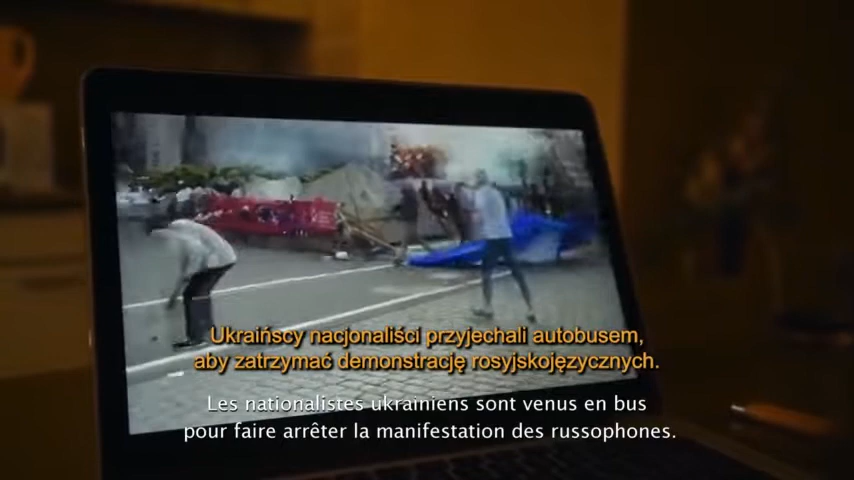 Ukraińscy nacjonaliści przyjechali autobusem,
aby zatrzymać demonstrację rosyjskojęzycznych.
Les nationalistes ukrainiens sont venus en bus
pour faire arrêter la manifestation des russophones.